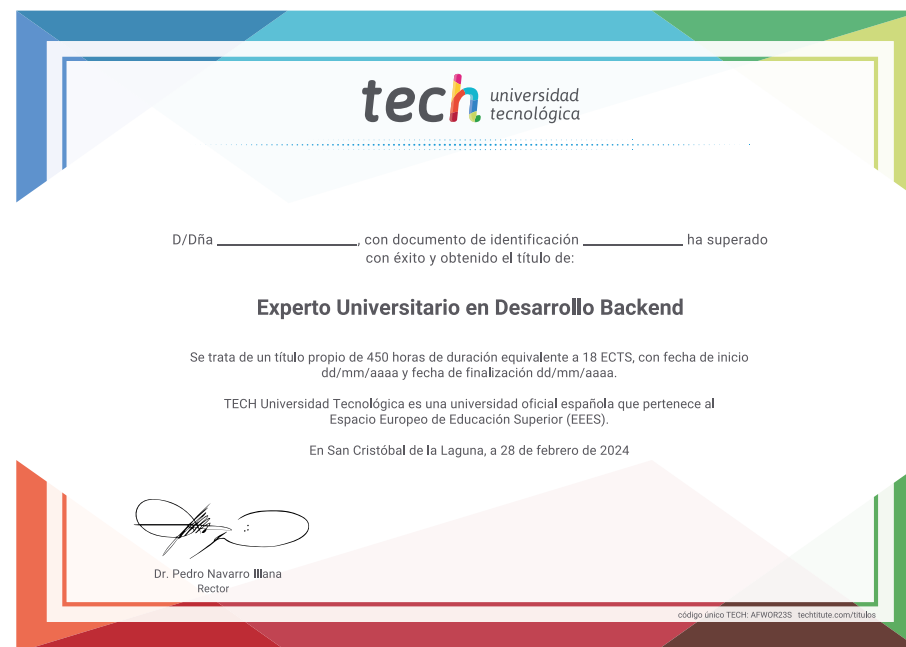 tech universidad
tecnológica
D/Dña ____________________, con documento de identificación ______________ ha superado
con éxito y obtenido el título de:
Experto Universitario en Desarrollo Backend
Se trata de un título propio de 450 horas de duración equivalente a 18 ECTS, con fecha de inicio
dd/mm/aaaa y fecha de finalización dd/mm/aaaa.
TECH Universidad Tecnológica es una universidad oficial española que pertenece al
Espacio Europeo de Educación Superior (EEES).
En San Cristóbal de la Laguna, a 28 de febrero de 2024
Dr. Pedro Navarro Illana
Rector
código único TECH: AFWOR23S techtitute.com/titulos